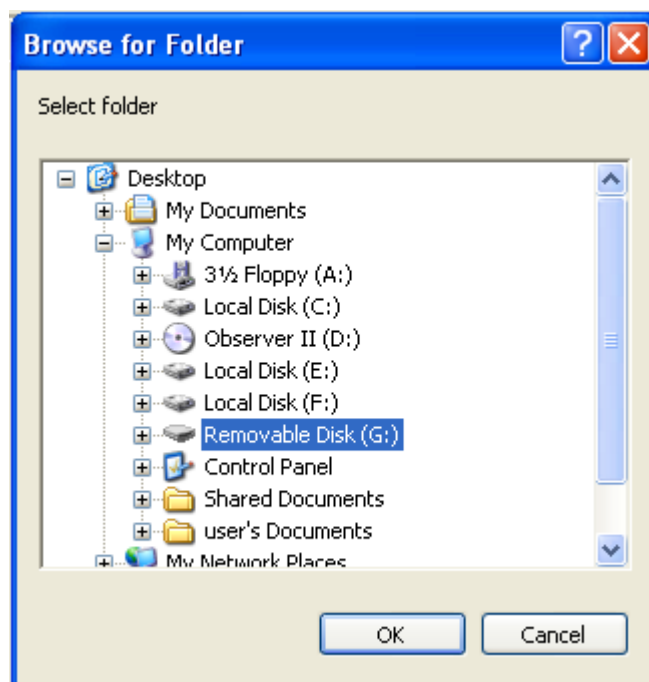 Browse for Folder
Select folder
Desktop
My Documents
My Computer
3½ Floppy (A:)
Local Disk (C:)
Observer II (D:)
Local Disk (E:)
Local Disk (F:)
Removable Disk (G:)
Control Panel
Shared Documents
user's Documents
My Network Places
OK Cancel